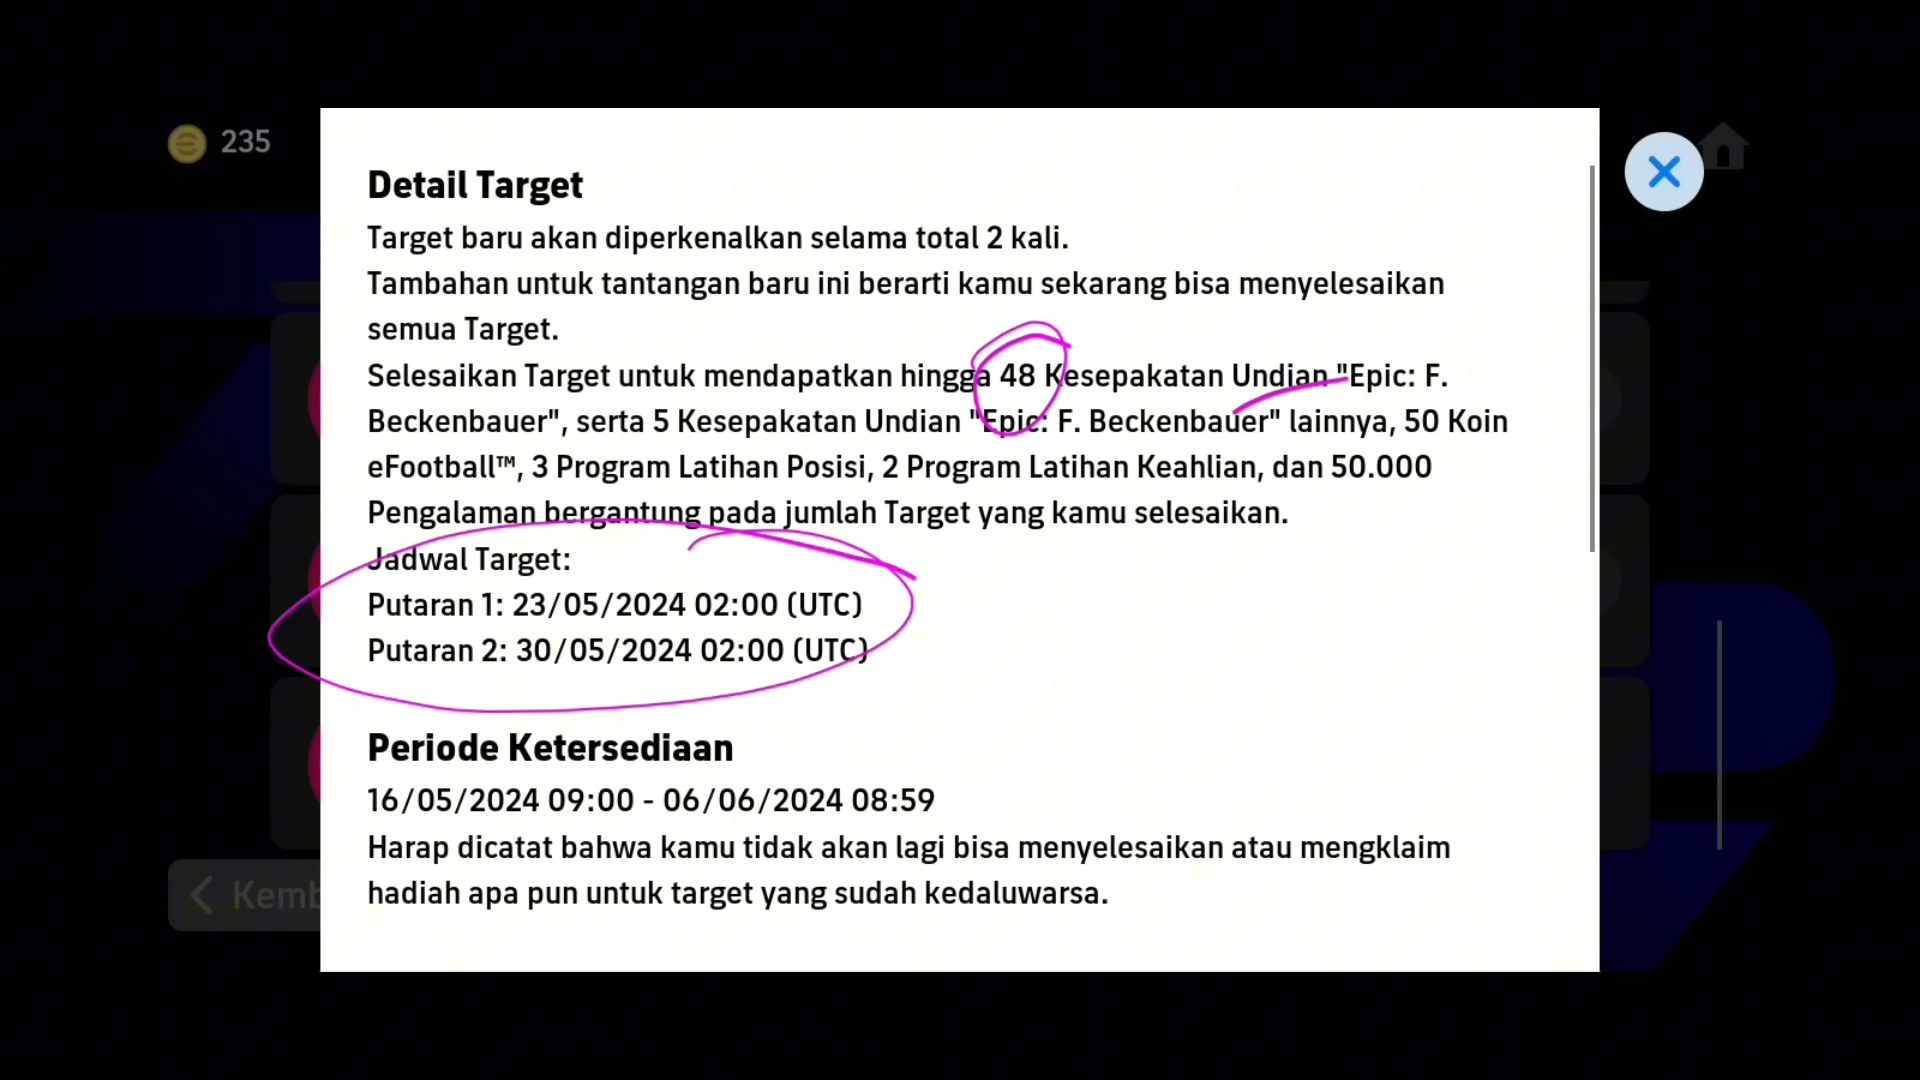 235
Detail Target
Target baru akan diperkenalkan selama total 2 kali.
Tambahan untuk tantangan baru ini berarti kamu sekarang bisa menyelesaikan
semua Target.
Selesaikan Target untuk mendapatkan hingga 48 Kesepakatan Undian "Epic: F.
Beckenbauer", serta 5 Kesepakatan Undian "Epic: F. Beckenbauer" lainnya, 50 Koin
eFootball™, 3 Program Latihan Posisi, 2 Program Latihan Keahlian, dan 50.000
Pengalaman bergantung pada jumlah Target yang kamu selesaikan.
Jadwal Target:
Putaran 1: 23/05/2024 02:00 (UTC)
Putaran 2: 30/05/2024 02:00 (UTC)
Periode Ketersediaan
16/05/2024 09:00 - 06/06/2024 08:59
Harap dicatat bahwa kamu tidak akan lagi bisa menyelesaikan atau mengklaim
hadiah apa pun untuk target yang sudah kedaluwarsa.